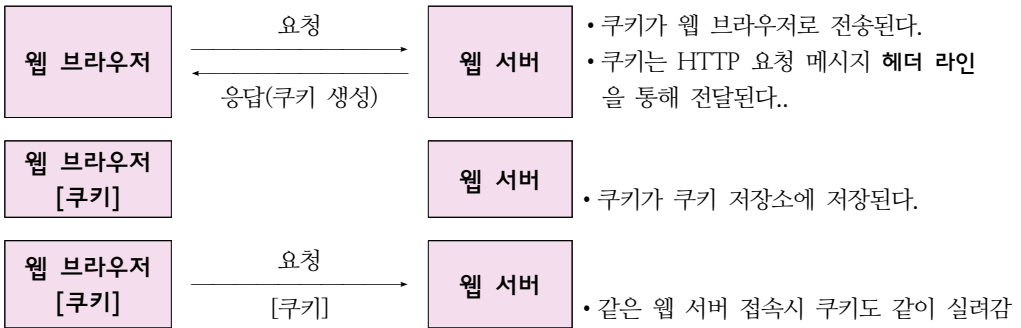 웹 브라우저
요청
응답(쿠키 생성)
웹 서버
• 쿠키가 웹 브라우저로 전송된다.
• 쿠키는 HTTP 요청 메시지 헤더 라인
을 통해 전달된다..
웹 브라우저
[쿠키]
웹 서버
• 쿠키가 쿠키 저장소에 저장된다.
웹 브라우저
[쿠키]
요청
[쿠키]
웹 서버
• 같은 웹 서버 접속시 쿠키도 같이 실려감